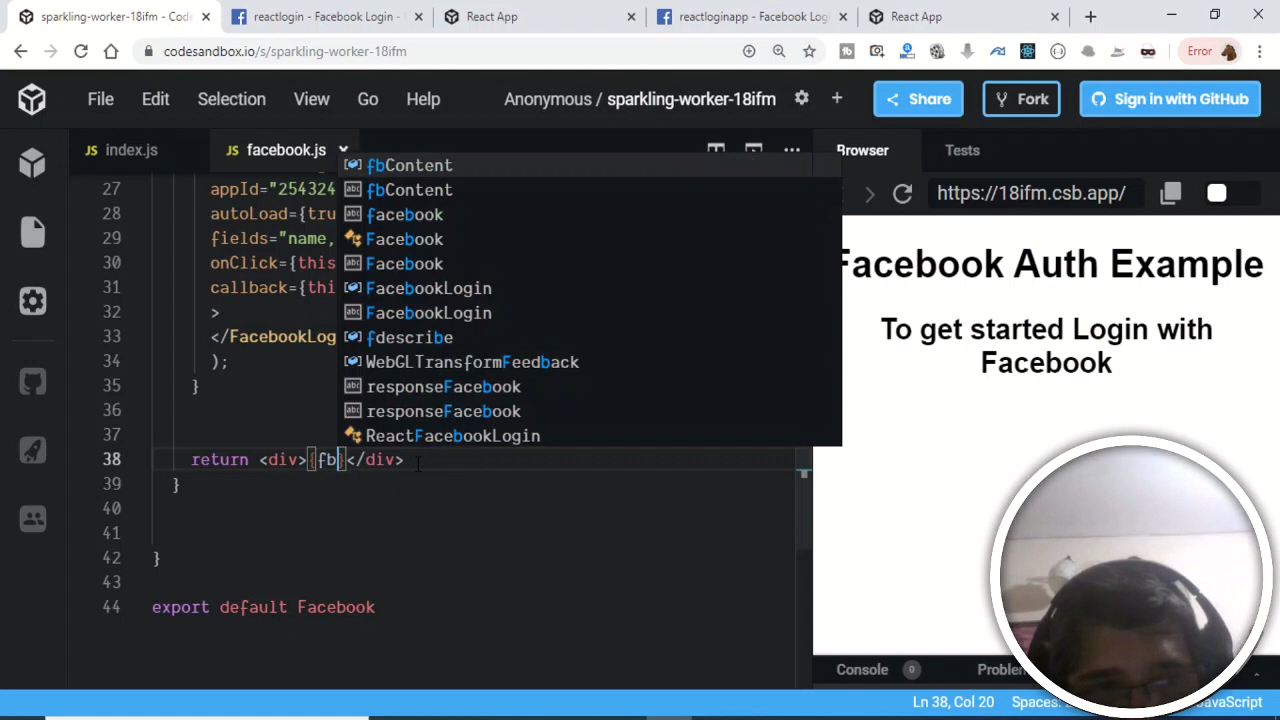 sparkling-worker-18ifm - Code
reactlogin - Facebook Login -
React App
reactloginapp - Facebook Log
React App
codesandbox.io/s/sparkling-worker-18ifm
Error
File Edit Selection View Go Help
Anonymous / sparkling-worker-18ifm
Share
Fork
Sign in with GitHub
JS index.js
JS facebook.js
Browser
Tests
https://18ifm.csb.app/
27 appId="254324
28 autoLoad={tru
29 fields="name,
30 onClick={this
31 callback={thi
32 >
33 </FacebookLog
34 );
35 }
36
37
38 return <div>{fb}</div>
39 }
40
41
42 }
43
44 export default Facebook
fbContent
fbContent
facebook
Facebook
Facebook
FacebookLogin
FacebookLogin
fdescribe
WebGLTransformFeedback
responseFacebook
responseFacebook
ReactFacebookLogin
Facebook Auth Example
To get started Login with
Facebook
Console 0
Ln 38, Col 20
JavaScript